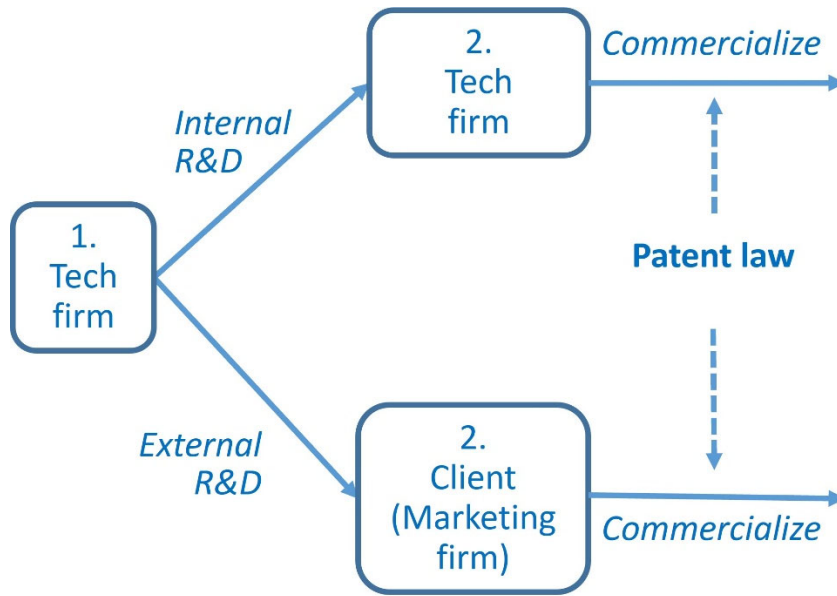 2.
Tech
firm
Commercialize
Internal
R&D
1.
Tech
firm
Patent law
External
R&D
2.
Client
(Marketing
firm)
Commercialize